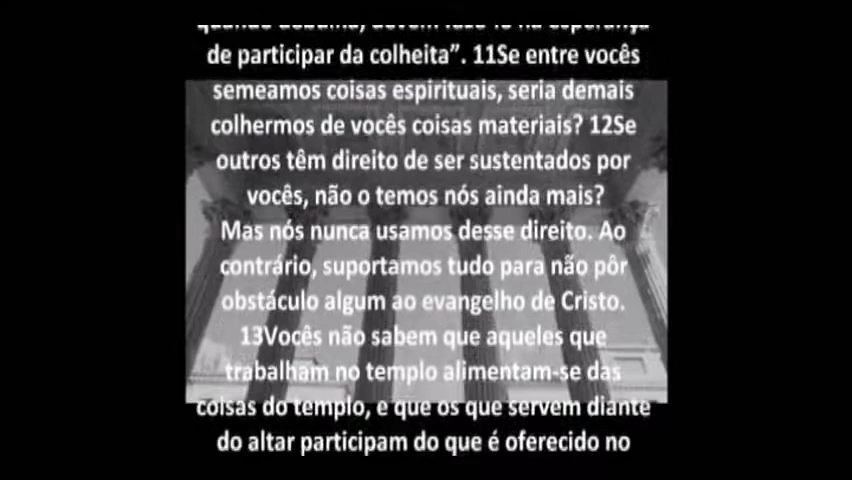 de participar da colheita”. 11Se entre vocês
semeamos coisas espirituais, seria demais
colhermos de vocês coisas materiais? 12Se
outros têm direito de ser sustentados por
vocês, não o temos nós ainda mais?
Mas nós nunca usamos desse direito. Ao
contrário, suportamos tudo para não pôr
obstáculo algum ao evangelho de Cristo.
13Vocês não sabem que aqueles que
trabalham no templo alimentam-se das
coisas do templo, e que os que servem diante
do altar participam do que é oferecido no